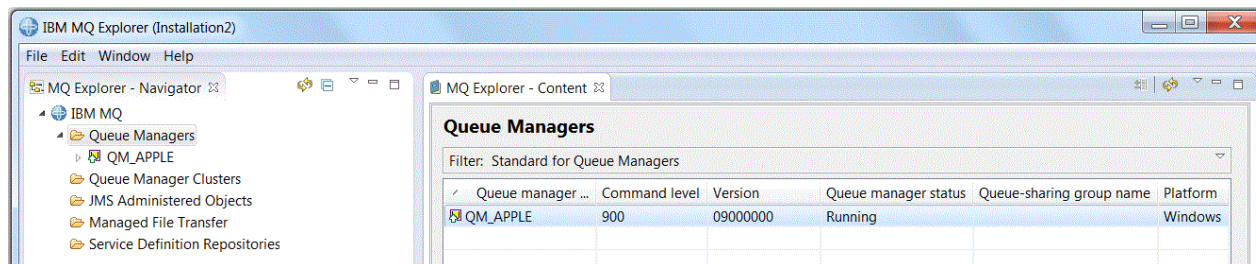 IBM MQ Explorer (Installation2)
File Edit Window Help
MQ Explorer - Navigator
IBM MQ
Queue Managers
QM_APPLE
Queue Manager Clusters
JMS Administered Objects
Managed File Transfer
Service Definition Repositories
MQ Explorer - Content
Queue Managers
Filter: Standard for Queue Managers
Queue manager ... Command level Version Queue manager status Queue-sharing group name Platform
QM_APPLE 900 09000000 Running Windows